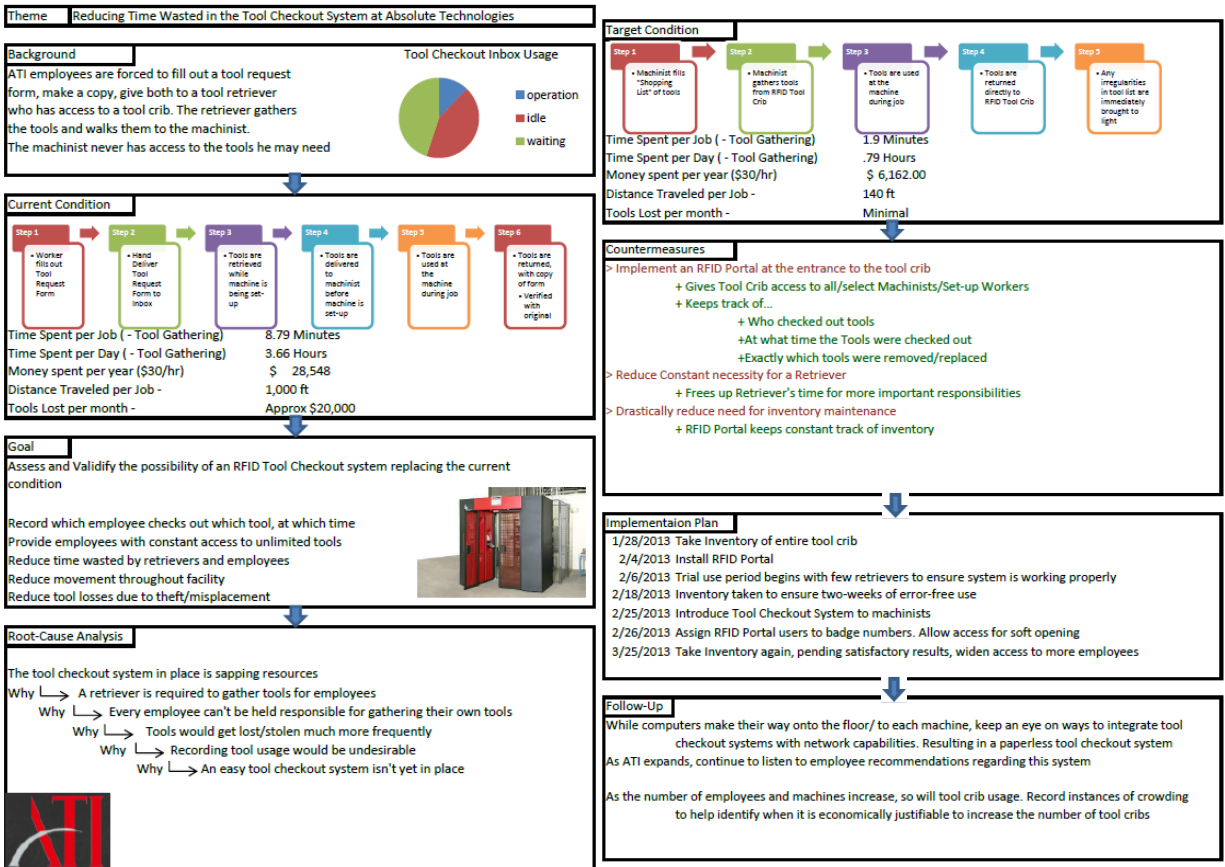 Theme Reducing Time Wasted in the Tool Checkout System at Absolute Technologies
Background
ATI employees are forced to fill out a tool request
form, make a copy, give both to a tool retriever
who has access to a tool crib. The retriever gathers
the tools and walks them to the machinist.
The machinist never has access to the tools he may need
Tool Checkout Inbox Usage
operation
idle
waiting
Current Condition
Step 1
• Worker
fills out
Tool
Request
Form
Step 2
• Hand
Deliver
Tool
Request
Form to
Inbox
Step 3
• Tools are
retrieved
while
machine is
being set-
up
Step 4
• Tools are
delivered
to
machinist
before
machine is
set-up
Step 5
• Tools are
used at
the
machine
during job
Step 6
• Tools are
returned,
with copy
of form
• Verified
with
original
Time Spent per Job ( - Tool Gathering) 8.79 Minutes
Time Spent per Day ( - Tool Gathering) 3.66 Hours
Money spent per year ($30/hr) $ 28,548
Distance Traveled per Job - 1,000 ft
Tools Lost per month - Approx $20,000
Goal
Assess and Validify the possibility of an RFID Tool Checkout system replacing the current
condition
Record which employee checks out which tool, at which time
Provide employees with constant access to unlimited tools
Reduce time wasted by retrievers and employees
Reduce movement throughout facility
Reduce tool losses due to theft/misplacement
Root-Cause Analysis
The tool checkout system in place is sapping resources
Why A retriever is required to gather tools for employees
Why Every employee can't be held responsible for gathering their own tools
Why Tools would get lost/stolen much more frequently
Why Recording tool usage would be undesirable
Why An easy tool checkout system isn't yet in place
ATI
Target Condition
Step 1
• Machinist fills
"Shopping
List" of tools
Step 2
• Machinist
gathers tools
from RFID Tool
Crib
Step 3
• Tools are used
at the
machine
during job
Step 4
• Tools are
returned
directly to
RFID Tool Crib
Step 5
• Any
irregularities
in tool list are
immediately
brought to
light
Time Spent per Job ( - Tool Gathering) 1.9 Minutes
Time Spent per Day ( - Tool Gathering) .79 Hours
Money spent per year ($30/hr) $ 6,162.00
Distance Traveled per Job - 140 ft
Tools Lost per month - Minimal
Countermeasures
> Implement an RFID Portal at the entrance to the tool crib
+ Gives Tool Crib access to all/select Machinists/Set-up Workers
+ Keeps track of...
+ Who checked out tools
+At what time the Tools were checked out
+Exactly which tools were removed/replaced
> Reduce Constant necessity for a Retriever
+ Frees up Retriever's time for more important responsibilities
> Drastically reduce need for inventory maintenance
+ RFID Portal keeps constant track of inventory
Implementaion Plan
1/28/2013 Take Inventory of entire tool crib
2/4/2013 Install RFID Portal
2/6/2013 Trial use period begins with few retrievers to ensure system is working properly
2/18/2013 Inventory taken to ensure two-weeks of error-free use
2/25/2013 Introduce Tool Checkout System to machinists
2/26/2013 Assign RFID Portal users to badge numbers. Allow access for soft opening
3/25/2013 Take Inventory again, pending satisfactory results, widen access to more employees
Follow-Up
While computers make their way onto the floor/ to each machine, keep an eye on ways to integrate tool
checkout systems with network capabilities. Resulting in a paperless tool checkout system
As ATI expands, continue to listen to employee recommendations regarding this system
As the number of employees and machines increase, so will tool crib usage. Record instances of crowding
to help identify when it is economically justifiable to increase the number of tool cribs